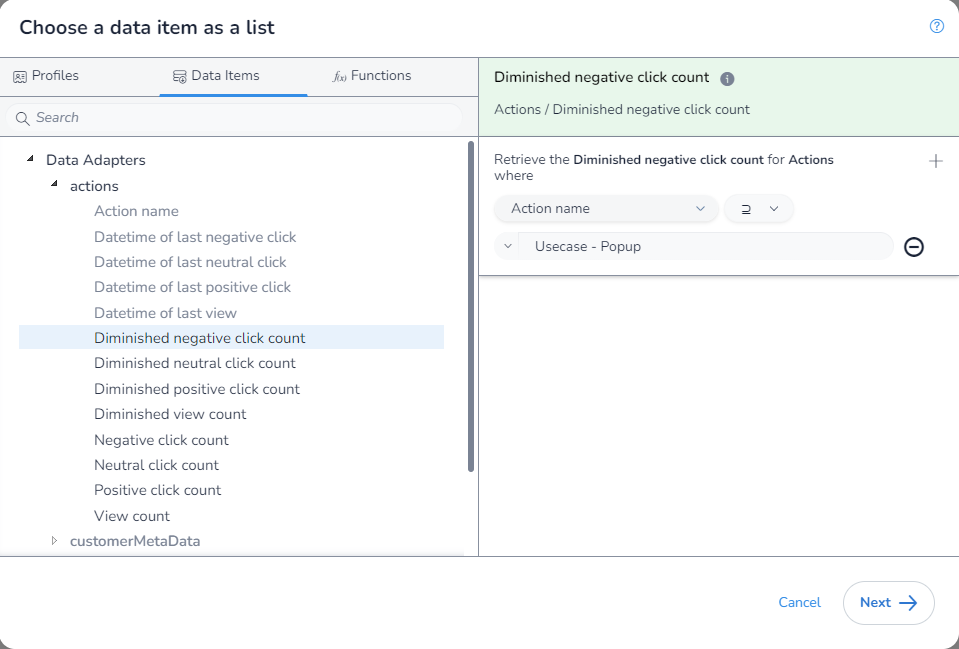 Choose a data item as a list
?
Profiles
Data Items
f(x) Functions
Search
Data Adapters
actions
Action name
Datetime of last negative click
Datetime of last neutral click
Datetime of last positive click
Datetime of last view
Diminished negative click count
Diminished neutral click count
Diminished positive click count
Diminished view count
Negative click count
Neutral click count
Positive click count
View count
customerMetaData
Diminished negative click count i
Actions / Diminished negative click count
Retrieve the Diminished negative click count for Actions
where
Action name
⊇
Usecase - Popup
Cancel
Next